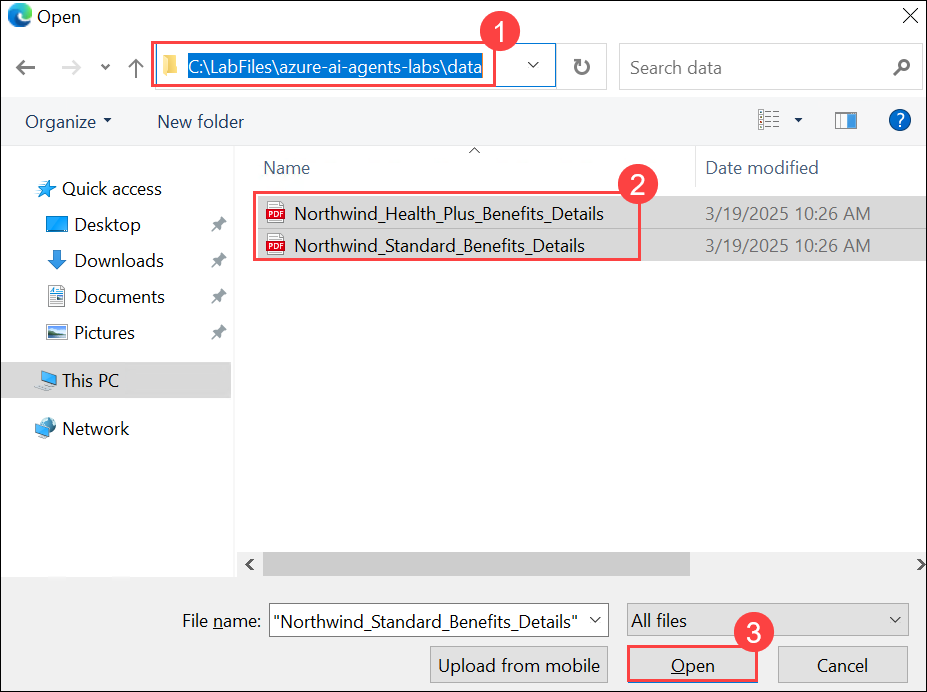 Open
1
C:\LabFiles\azure-ai-agents-labs\data
Search data
Organize
New folder
?
Name
Date modified
2
Quick access
Desktop
Downloads
Documents
Pictures
This PC
Network
PDF Northwind_Health_Plus_Benefits_Details 3/19/2025 10:26 AM
PDF Northwind_Standard_Benefits_Details 3/19/2025 10:26 AM
File name: "Northwind_Standard_Benefits_Details"
All files
3
Upload from mobile
Open
Cancel